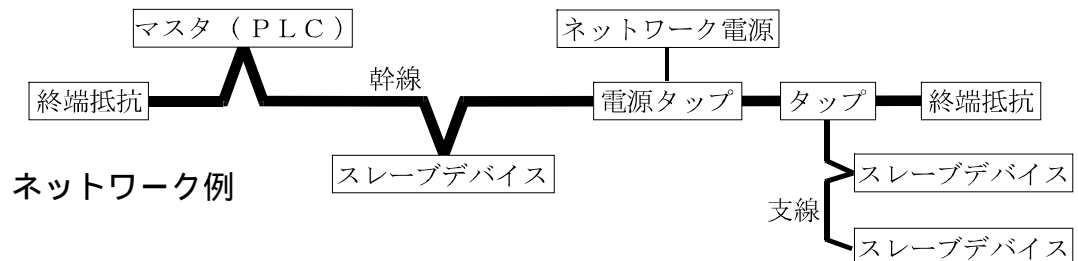 マスタ（ＰＬＣ）
ネットワーク電源
幹線
終端抵抗
電源タップ
タップ
終端抵抗
スレーブデバイス
スレーブデバイス
ネットワーク例
支線
スレーブデバイス